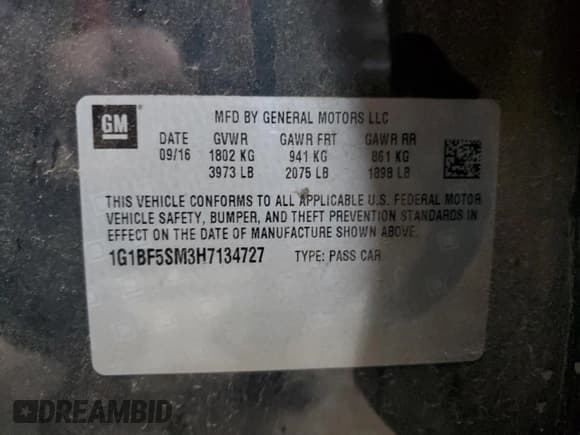 GM
MFD BY GENERAL MOTORS LLC
DATE GVWR GAWR FRT GAWR RR
09/16 1802 KG 941 KG 861 KG
3973 LB 2075 LB 1898 LB
THIS VEHICLE CONFORMS TO ALL APPLICABLE U.S. FEDERAL MOTOR
VEHICLE SAFETY, BUMPER, AND THEFT PREVENTION STANDARDS IN
EFFECT ON THE DATE OF MANUFACTURE SHOWN ABOVE.
1G1BF5SM3H7134727 TYPE: PASS CAR
DREAMBID